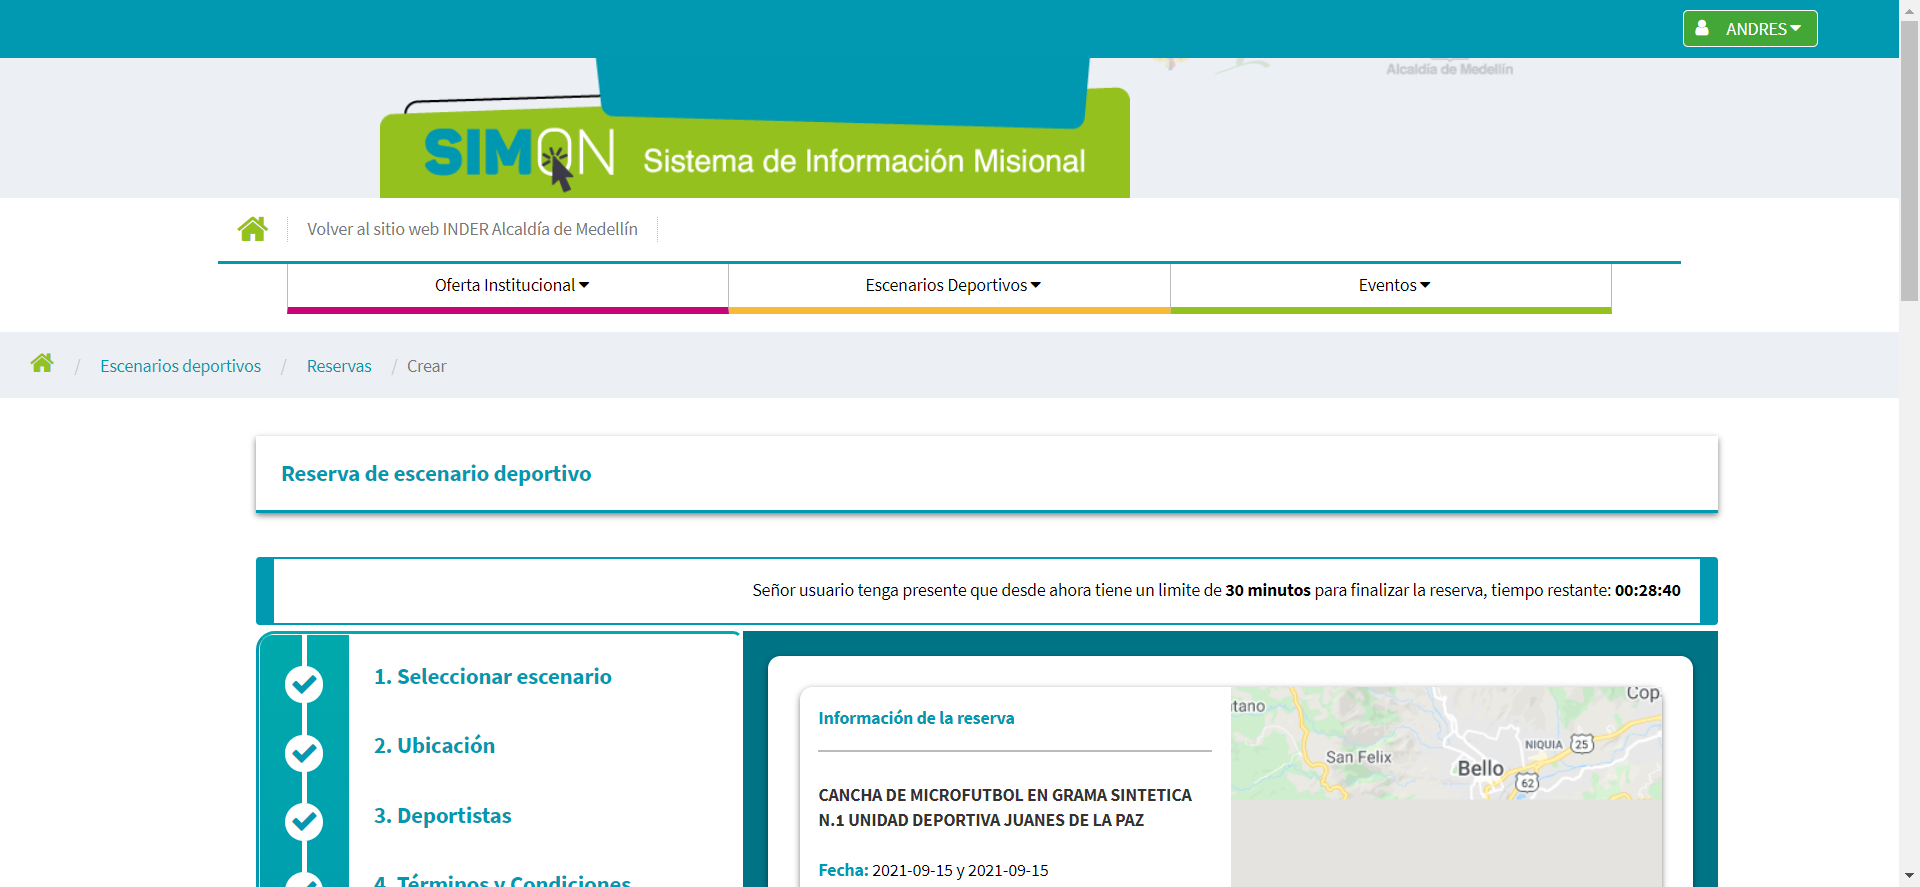 ANDRES
Alcaldía de Medellín
SIMON Sistema de Información Misional
Volver al sitio web INDER Alcaldía de Medellín
Oferta Institucional Escenarios Deportivos Eventos
/ Escenarios deportivos / Reservas / Crear
Reserva de escenario deportivo
Señor usuario tenga presente que desde ahora tiene un limite de 30 minutos para finalizar la reserva, tiempo restante: 00:28:40
1. Seleccionar escenario
2. Ubicación
3. Deportistas
4. Términos y Condiciones
Información de la reserva
CANCHA DE MICROFUTBOL EN GRAMA SINTETICA
N.1 UNIDAD DEPORTIVA JUANES DE LA PAZ
Fecha: 2021-09-15 y 2021-09-15
Cop
tano
NIQUIA 25
San Felix
Bello
62